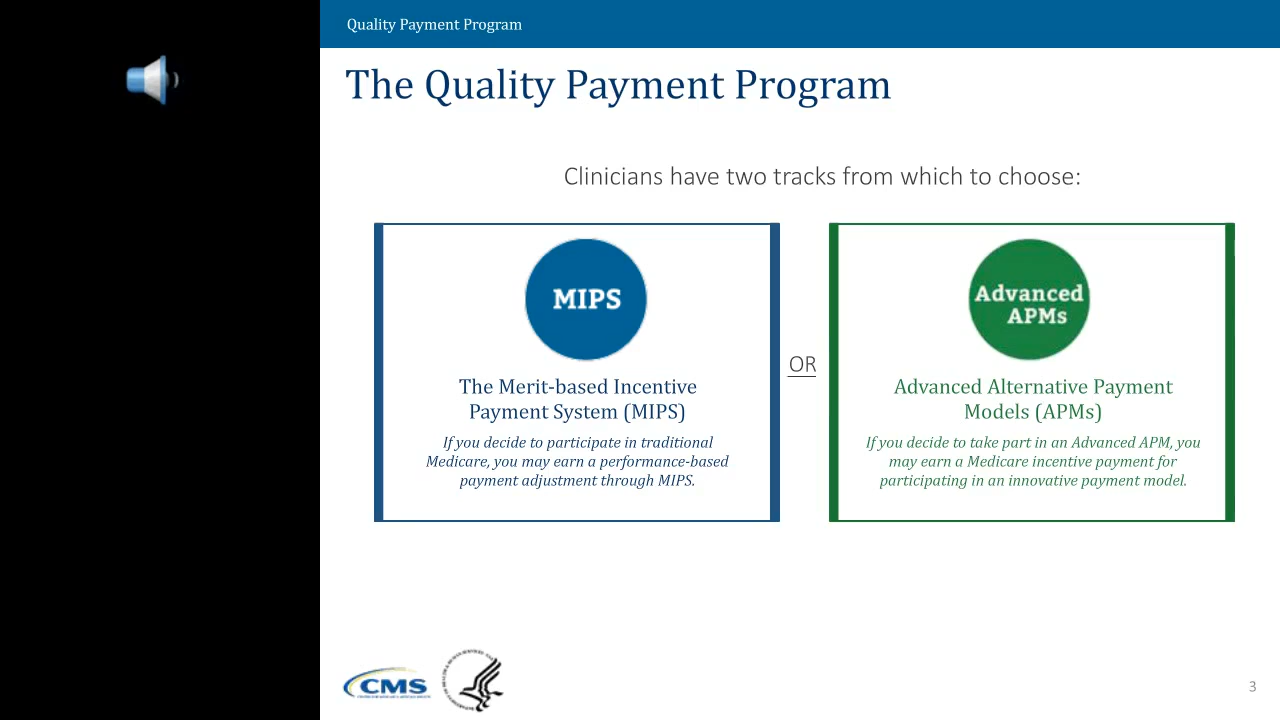 Quality Payment Program
The Quality Payment Program
Clinicians have two tracks from which to choose:
MIPS
The Merit-based Incentive
Payment System (MIPS)
If you decide to participate in traditional
Medicare, you may earn a performance-based
payment adjustment through MIPS.
OR
Advanced
APMs
Advanced Alternative Payment
Models (APMs)
If you decide to take part in an Advanced APM, you
may earn a Medicare incentive payment for
participating in an innovative payment model.
CMS
3